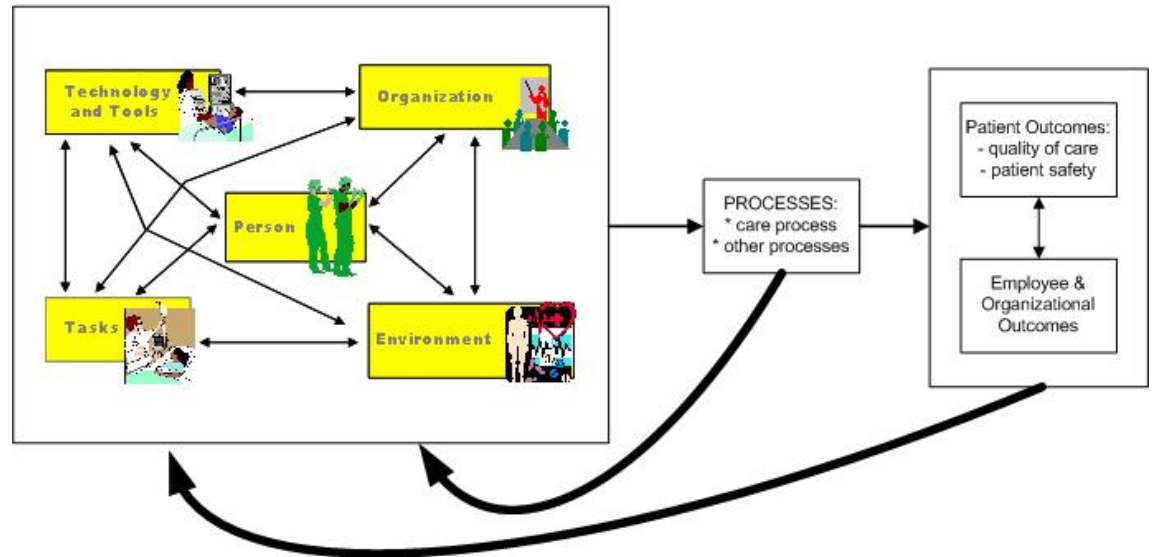 Technology
and Tools
Organization
Person
Tasks
Environment
PROCESSES:
* care process
* other processes
Patient Outcomes:
- quality of care
- patient safety
Employee &
Organizational
Outcomes